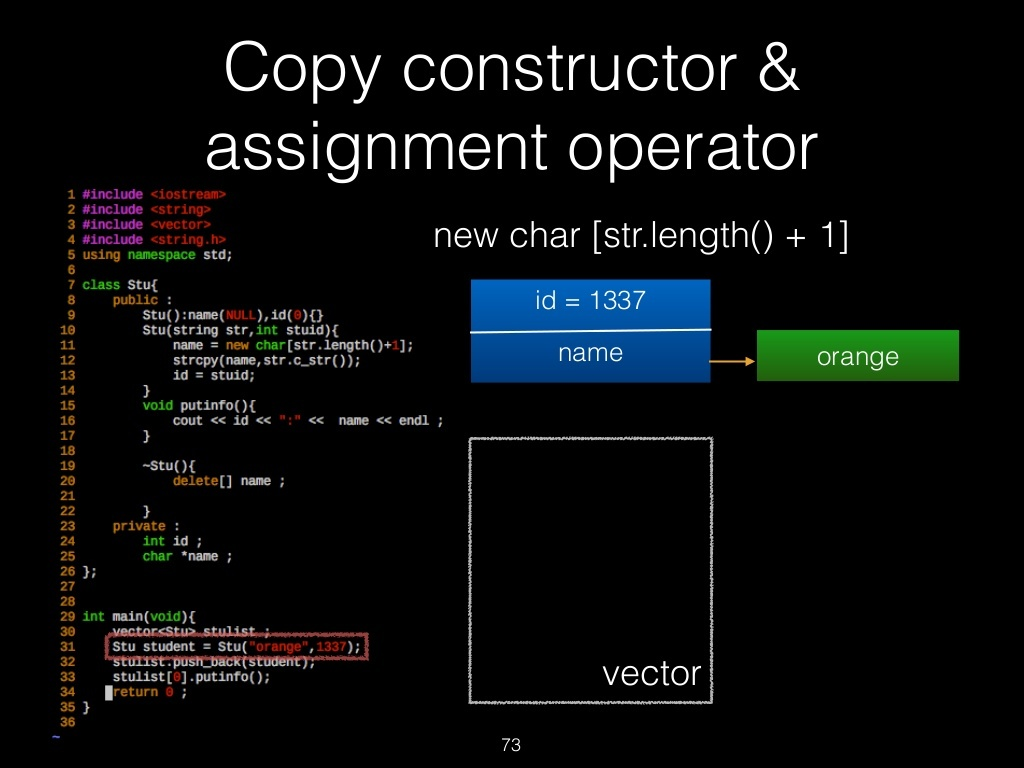 Copy constructor &
assignment operator
1 #include <iostream>
2 #include <string>
3 #include <vector>
4 #include <string.h>
5 using namespace std;
6
7 class Stu{
8     public :
9         Stu():name(NULL),id(0){}
10         Stu(string str,int stuid){
11             name = new char[str.length()+1];
12             strcpy(name,str.c_str());
13             id = stuid;
14         }
15         void putinfo(){
16             cout << id << ":" <<  name << endl ;
17         }
18
19         ~Stu(){
20             delete[] name ;
21
22         }
23     private :
24         int id ;
25         char *name ;
26 };
27
28
29 int main(void){
30     vector<Stu> stulist ;
31     Stu student = Stu("orange",1337);
32     stulist.push_back(student);
33     stulist[0].putinfo();
34     return 0 ;
35 }
36
~
new char [str.length() + 1]
id = 1337
name
orange
vector
73